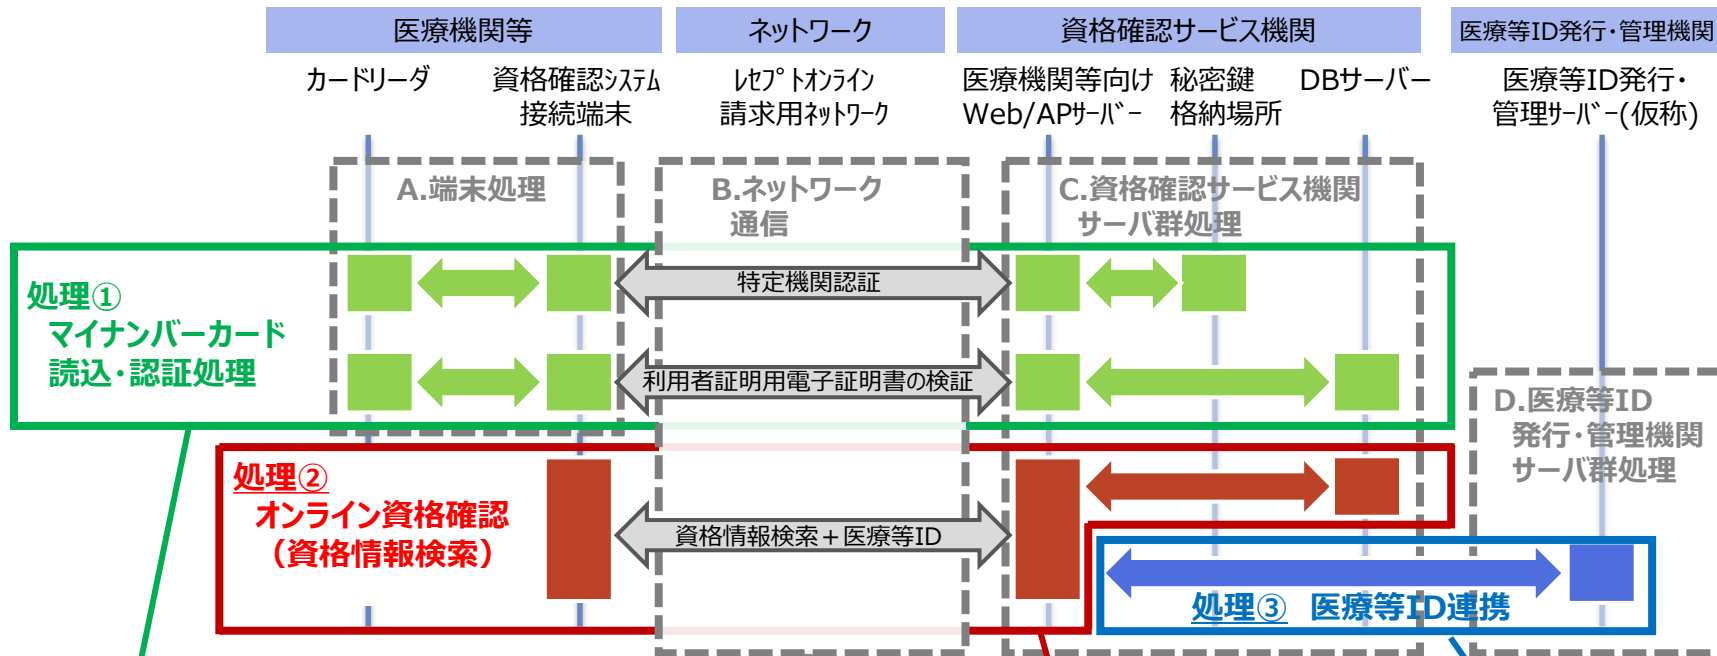 医療機関等
ネットワーク
資格確認サービス機関
医療等ID発行・管理機関
カードリーダ
資格確認ｼｽﾃﾑ
接続端末
ﾚｾﾌﾟﾄオンライン
請求用ネットワーク
医療機関等向け
Web/APｻｰﾊﾞｰ
秘密鍵
格納場所
DBサーバー
医療等ID発行・
管理ｻｰﾊﾞｰ(仮称)
A.端末処理
B.ネットワーク
通信
C.資格確認サービス機関
サーバ群処理
処理①
マイナンバーカード
読込・認証処理
特定機関認証
利用者証明用電子証明書の検証
D.医療等ID
発行・管理機関
サーバ群処理
処理②
オンライン資格確認
（資格情報検索）
資格情報検索＋医療等ID
処理③ 医療等ID連携